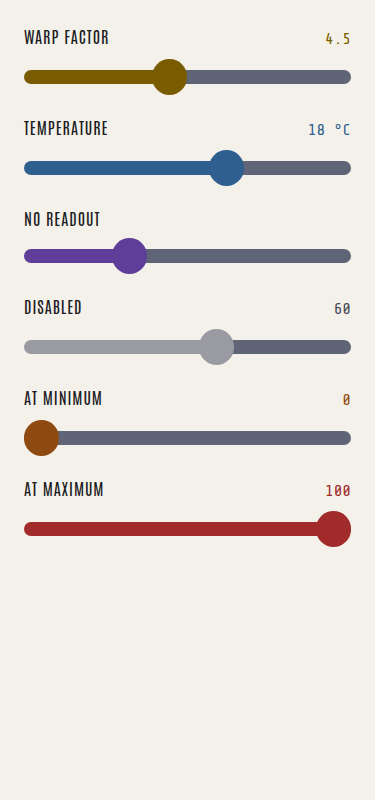 WARP FACTOR 4.5
TEMPERATURE 18 °C
NO READOUT
DISABLED 60
AT MINIMUM 0
AT MAXIMUM 100